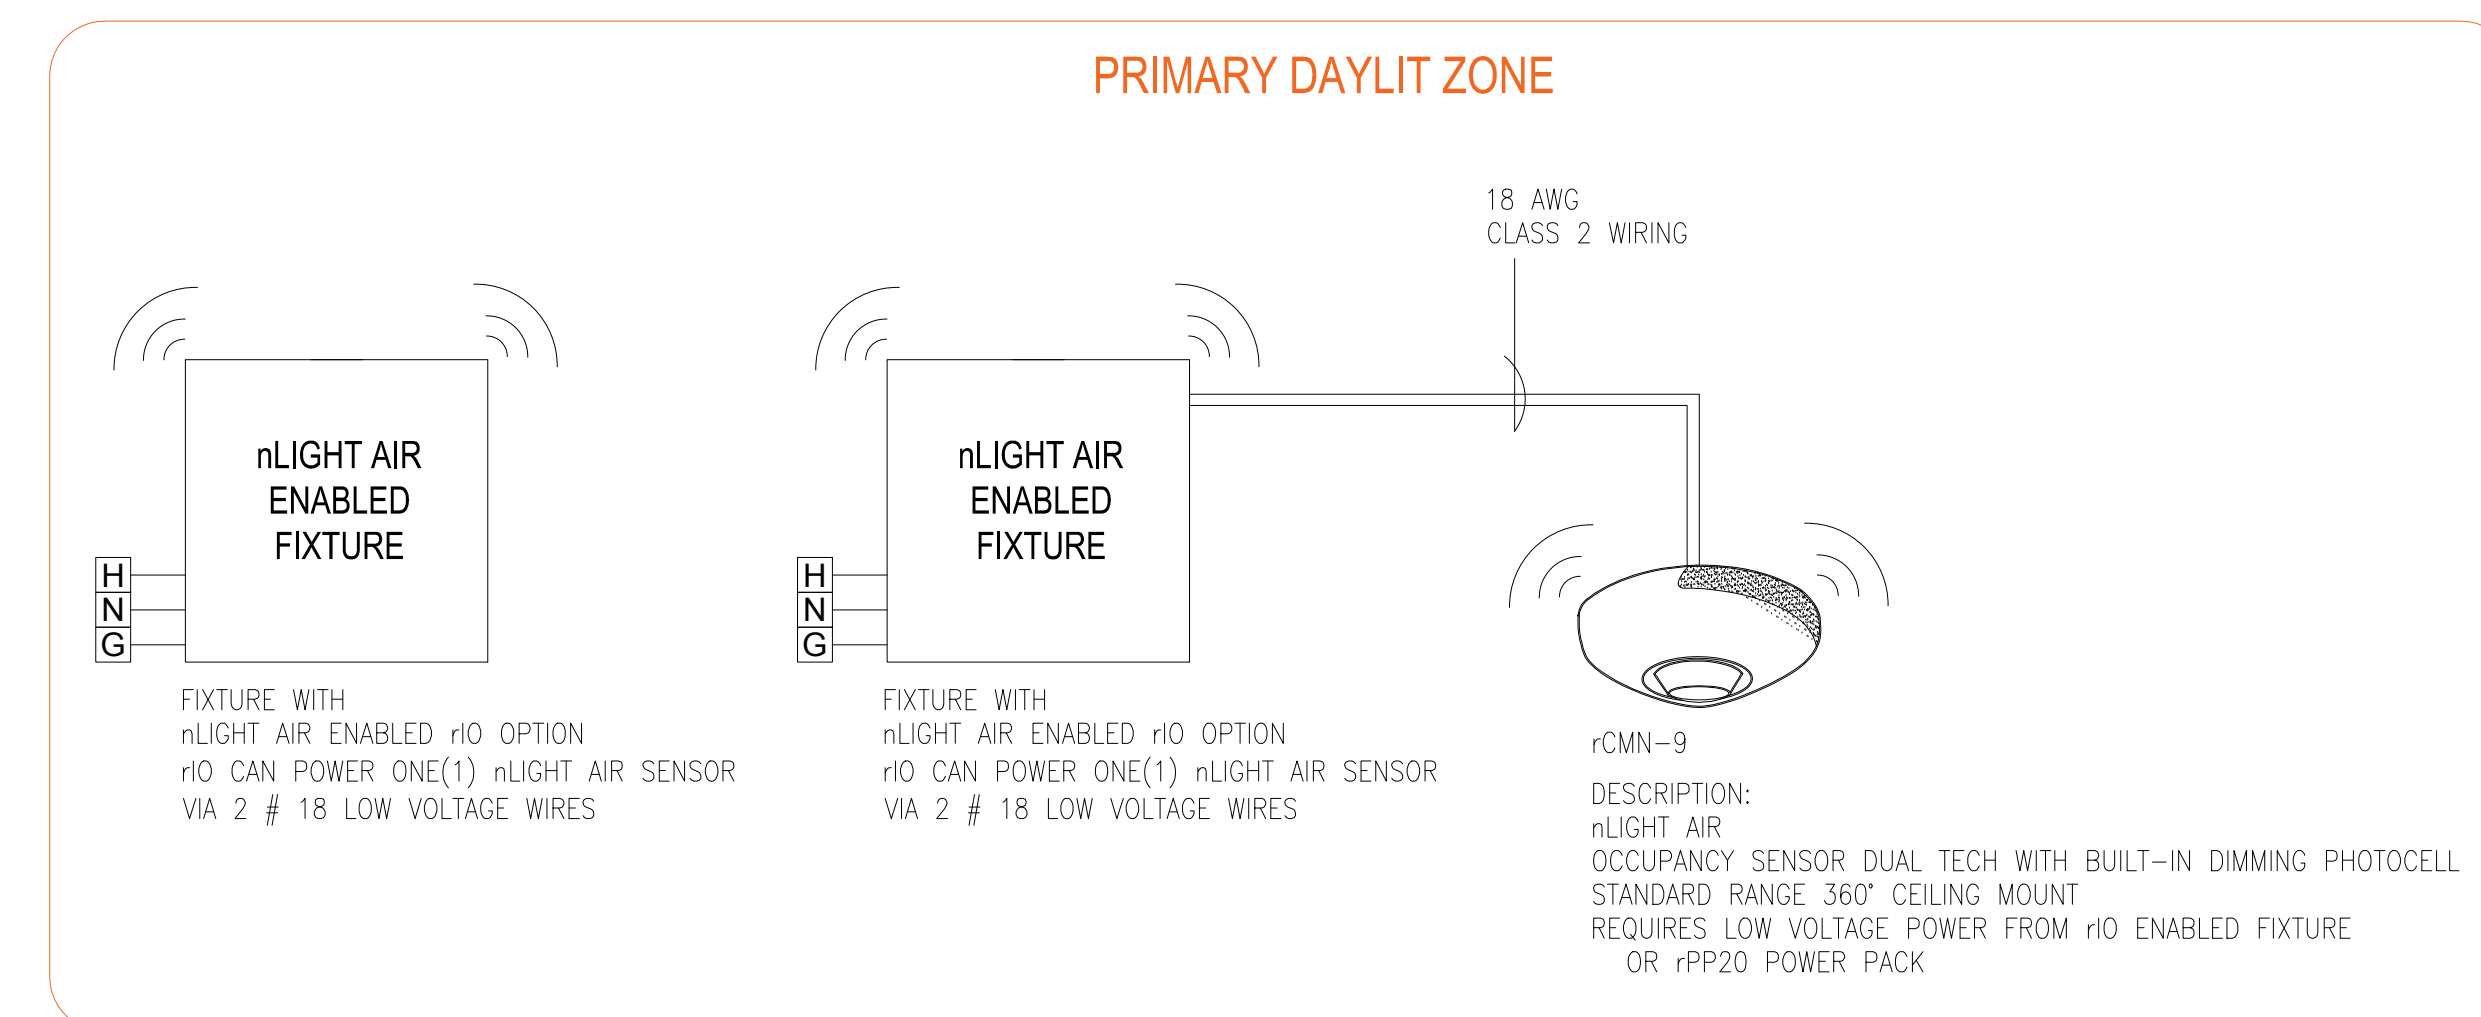 PRIMARY DAYLIT ZONE
18 AWG
CLASS 2 WIRING
nLIGHT AIR
ENABLED
FIXTURE
H
N
G
FIXTURE WITH
nLIGHT AIR ENABLED rIO OPTION
rIO CAN POWER ONE(1) nLIGHT AIR SENSOR
VIA 2 # 18 LOW VOLTAGE WIRES
nLIGHT AIR
ENABLED
FIXTURE
H
N
G
FIXTURE WITH
nLIGHT AIR ENABLED rIO OPTION
rIO CAN POWER ONE(1) nLIGHT AIR SENSOR
VIA 2 # 18 LOW VOLTAGE WIRES
rCMN-9
DESCRIPTION:
nLIGHT AIR
OCCUPANCY SENSOR DUAL TECH WITH BUILT-IN DIMMING PHOTOCELL
STANDARD RANGE 360° CEILING MOUNT
REQUIRES LOW VOLTAGE POWER FROM rIO ENABLED FIXTURE
OR rPP20 POWER PACK